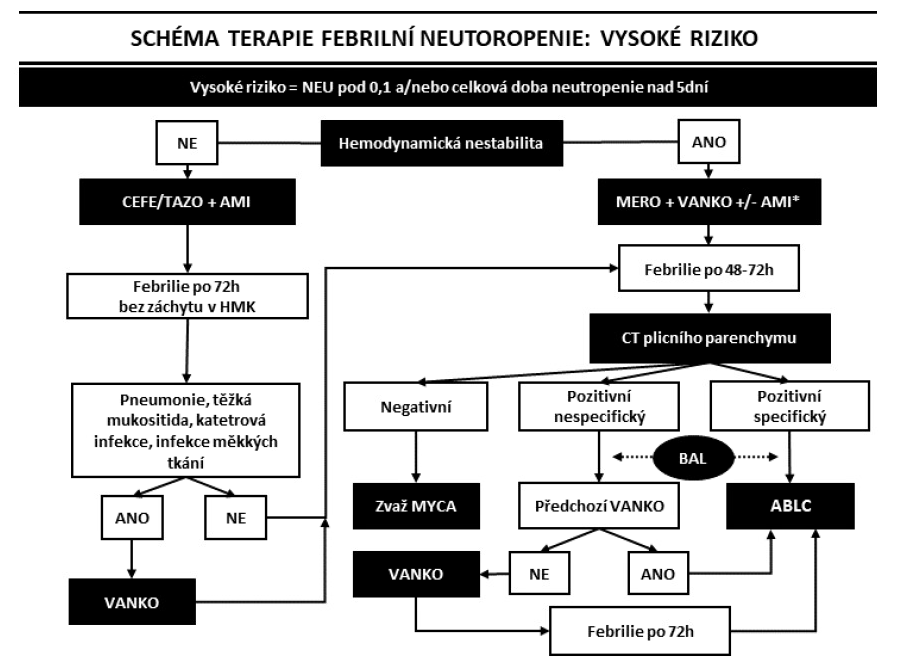 SCHÉMA TERAPIE FEBRILNÍ NEUTOROPENIE: VYSOKÉ RIZIKO
Vysoké riziko = NEU pod 0,1 a/nebo celková doba neutropenie nad 5dní
NE
Hemodynamická nestabilita
ANO
CEFE/TAZO + AMI
MERO + VANKO +/- AMI*
Febrilie po 72h
bez záchytu v HMK
Febrilie po 48-72h
CT plicního parenchymu
Pneumonie, těžká
mukositida, katetrová
infekce, infekce měkkých
tkání
Negativní
Pozitivní
nespecifický
Pozitivní
specifický
BAL
ANO
NE
Zvaž MYCA
Předchozí VANKO
ABLC
VANKO
VANKO
NE
ANO
Febrilie po 72h